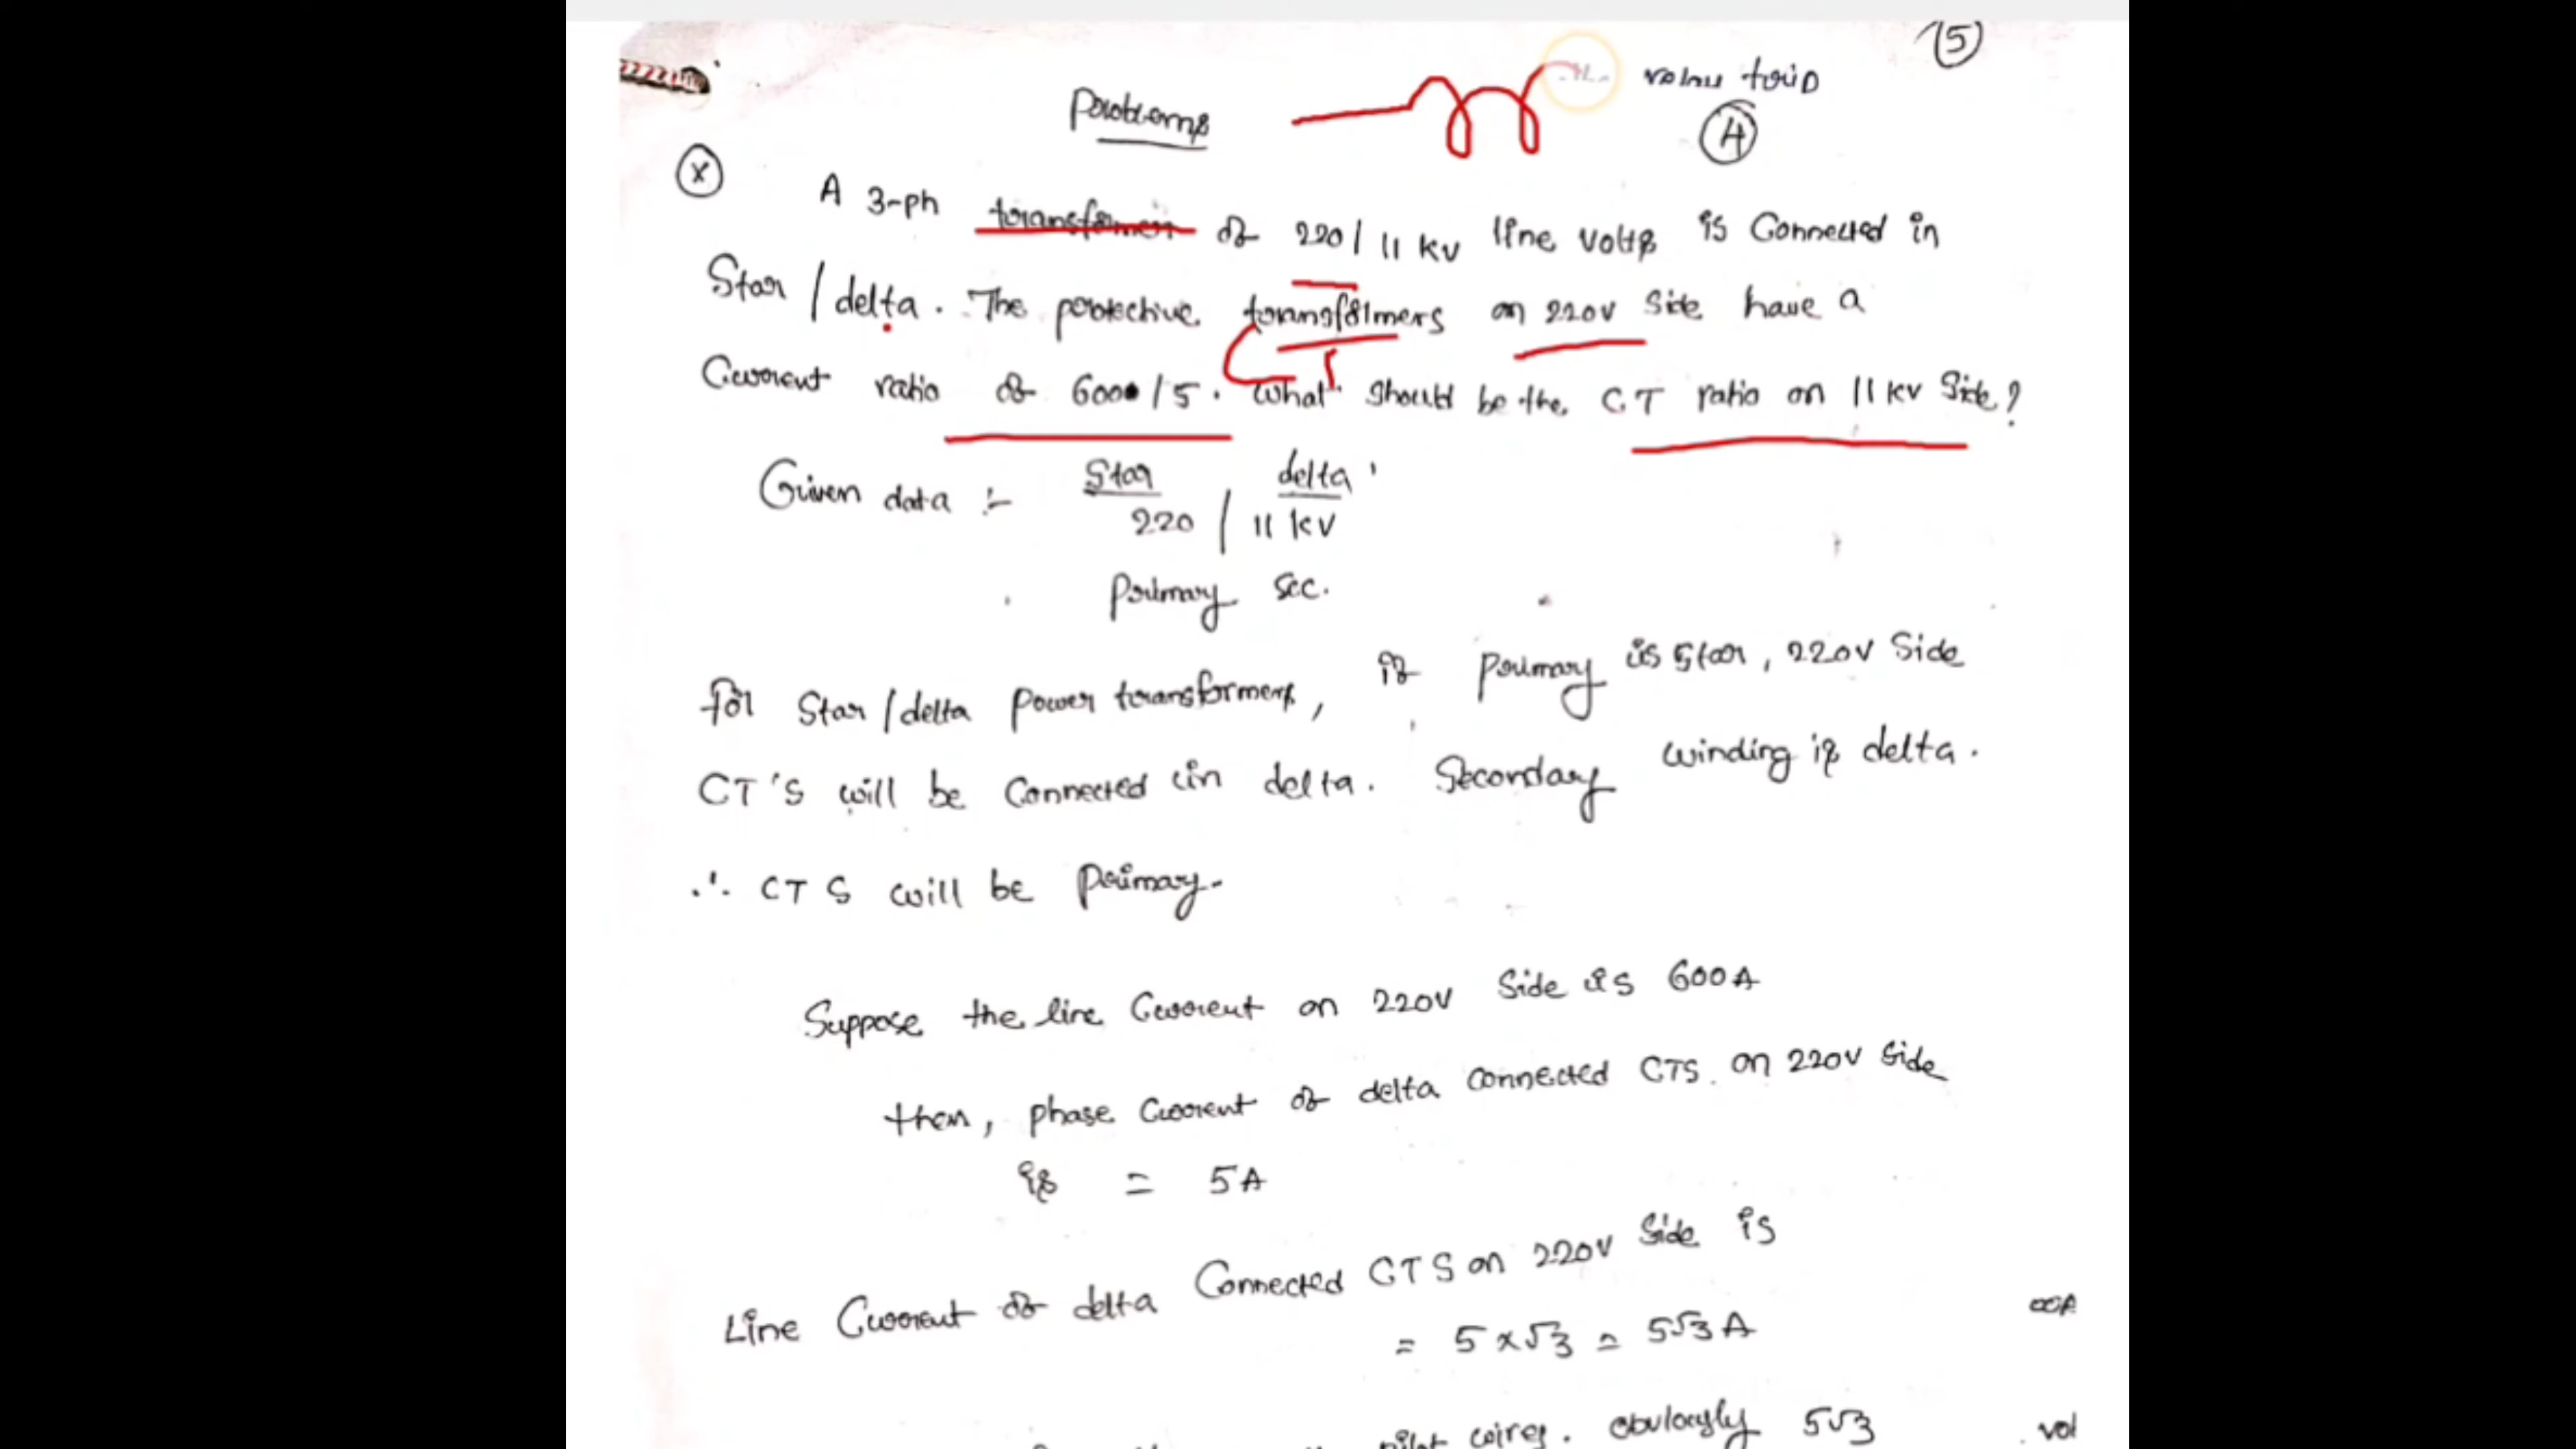 (5)
Problems
(A)
(X) A 3-ph transformer of 220/11 kv line volts is Connected in
Star / delta. The protective transformers on 220V Side have a
CT
Current ratio of 600/5. What should be the CT ratio on 11 kv Side?
Given data :- Star / delta
220 / 11 kv
Primary Sec.
for Star / delta Power transformers, if primary is star, 220V Side
CT'S will be Connected in delta. Secondary winding is delta.
∴ CT S will be Primary.
Suppose the line Current on 220V Side is 600A
then, phase Current of delta connected CTS. on 220V Side
is = 5A
Line Current of delta Connected CTS on 220V Side is
= 5 x √3 = 5√3 A
wires. obviously 5√3